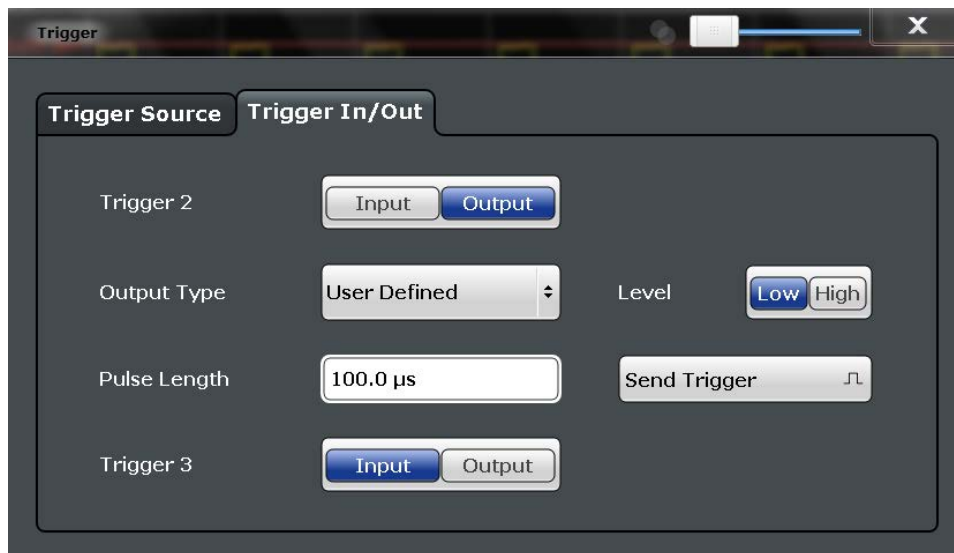 Trigger
X
Trigger Source
Trigger In/Out
Trigger 2
Input
Output
Output Type
User Defined
Level
Low
High
Pulse Length
100.0 µs
Send Trigger
Trigger 3
Input
Output